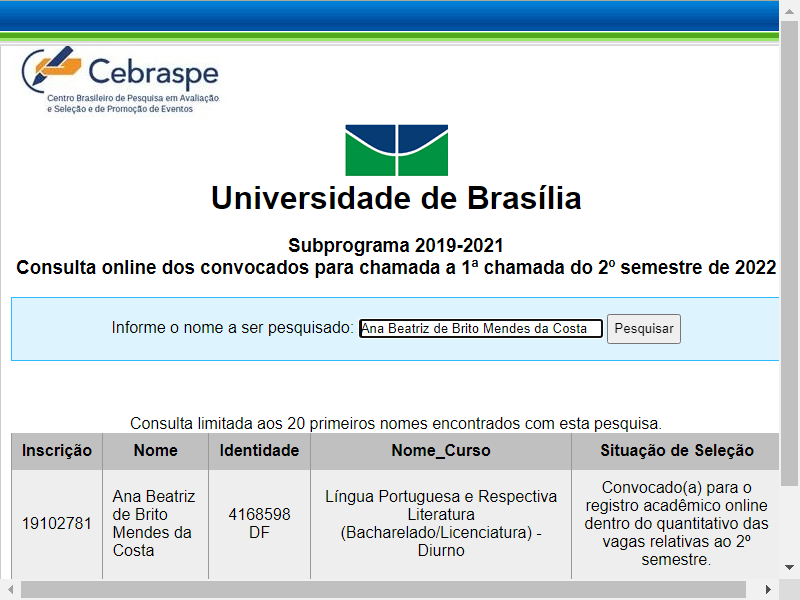 Cebraspe
Centro Brasileiro de Pesquisa em Avaliação
e Seleção e de Promoção de Eventos
Universidade de Brasília
Subprograma 2019-2021
Consulta online dos convocados para chamada a 1ª chamada do 2º semestre de 2022
Informe o nome a ser pesquisado: Ana Beatriz de Brito Mendes da Costa Pesquisar
Consulta limitada aos 20 primeiros nomes encontrados com esta pesquisa.
Inscrição Nome Identidade Nome_Curso Situação de Seleção
19102781
Ana Beatriz
de Brito
Mendes da
Costa
4168598
DF
Língua Portuguesa e Respectiva
Literatura
(Bacharelado/Licenciatura) -
Diurno
Convocado(a) para o
registro acadêmico online
dentro do quantitativo das
vagas relativas ao 2º
semestre.